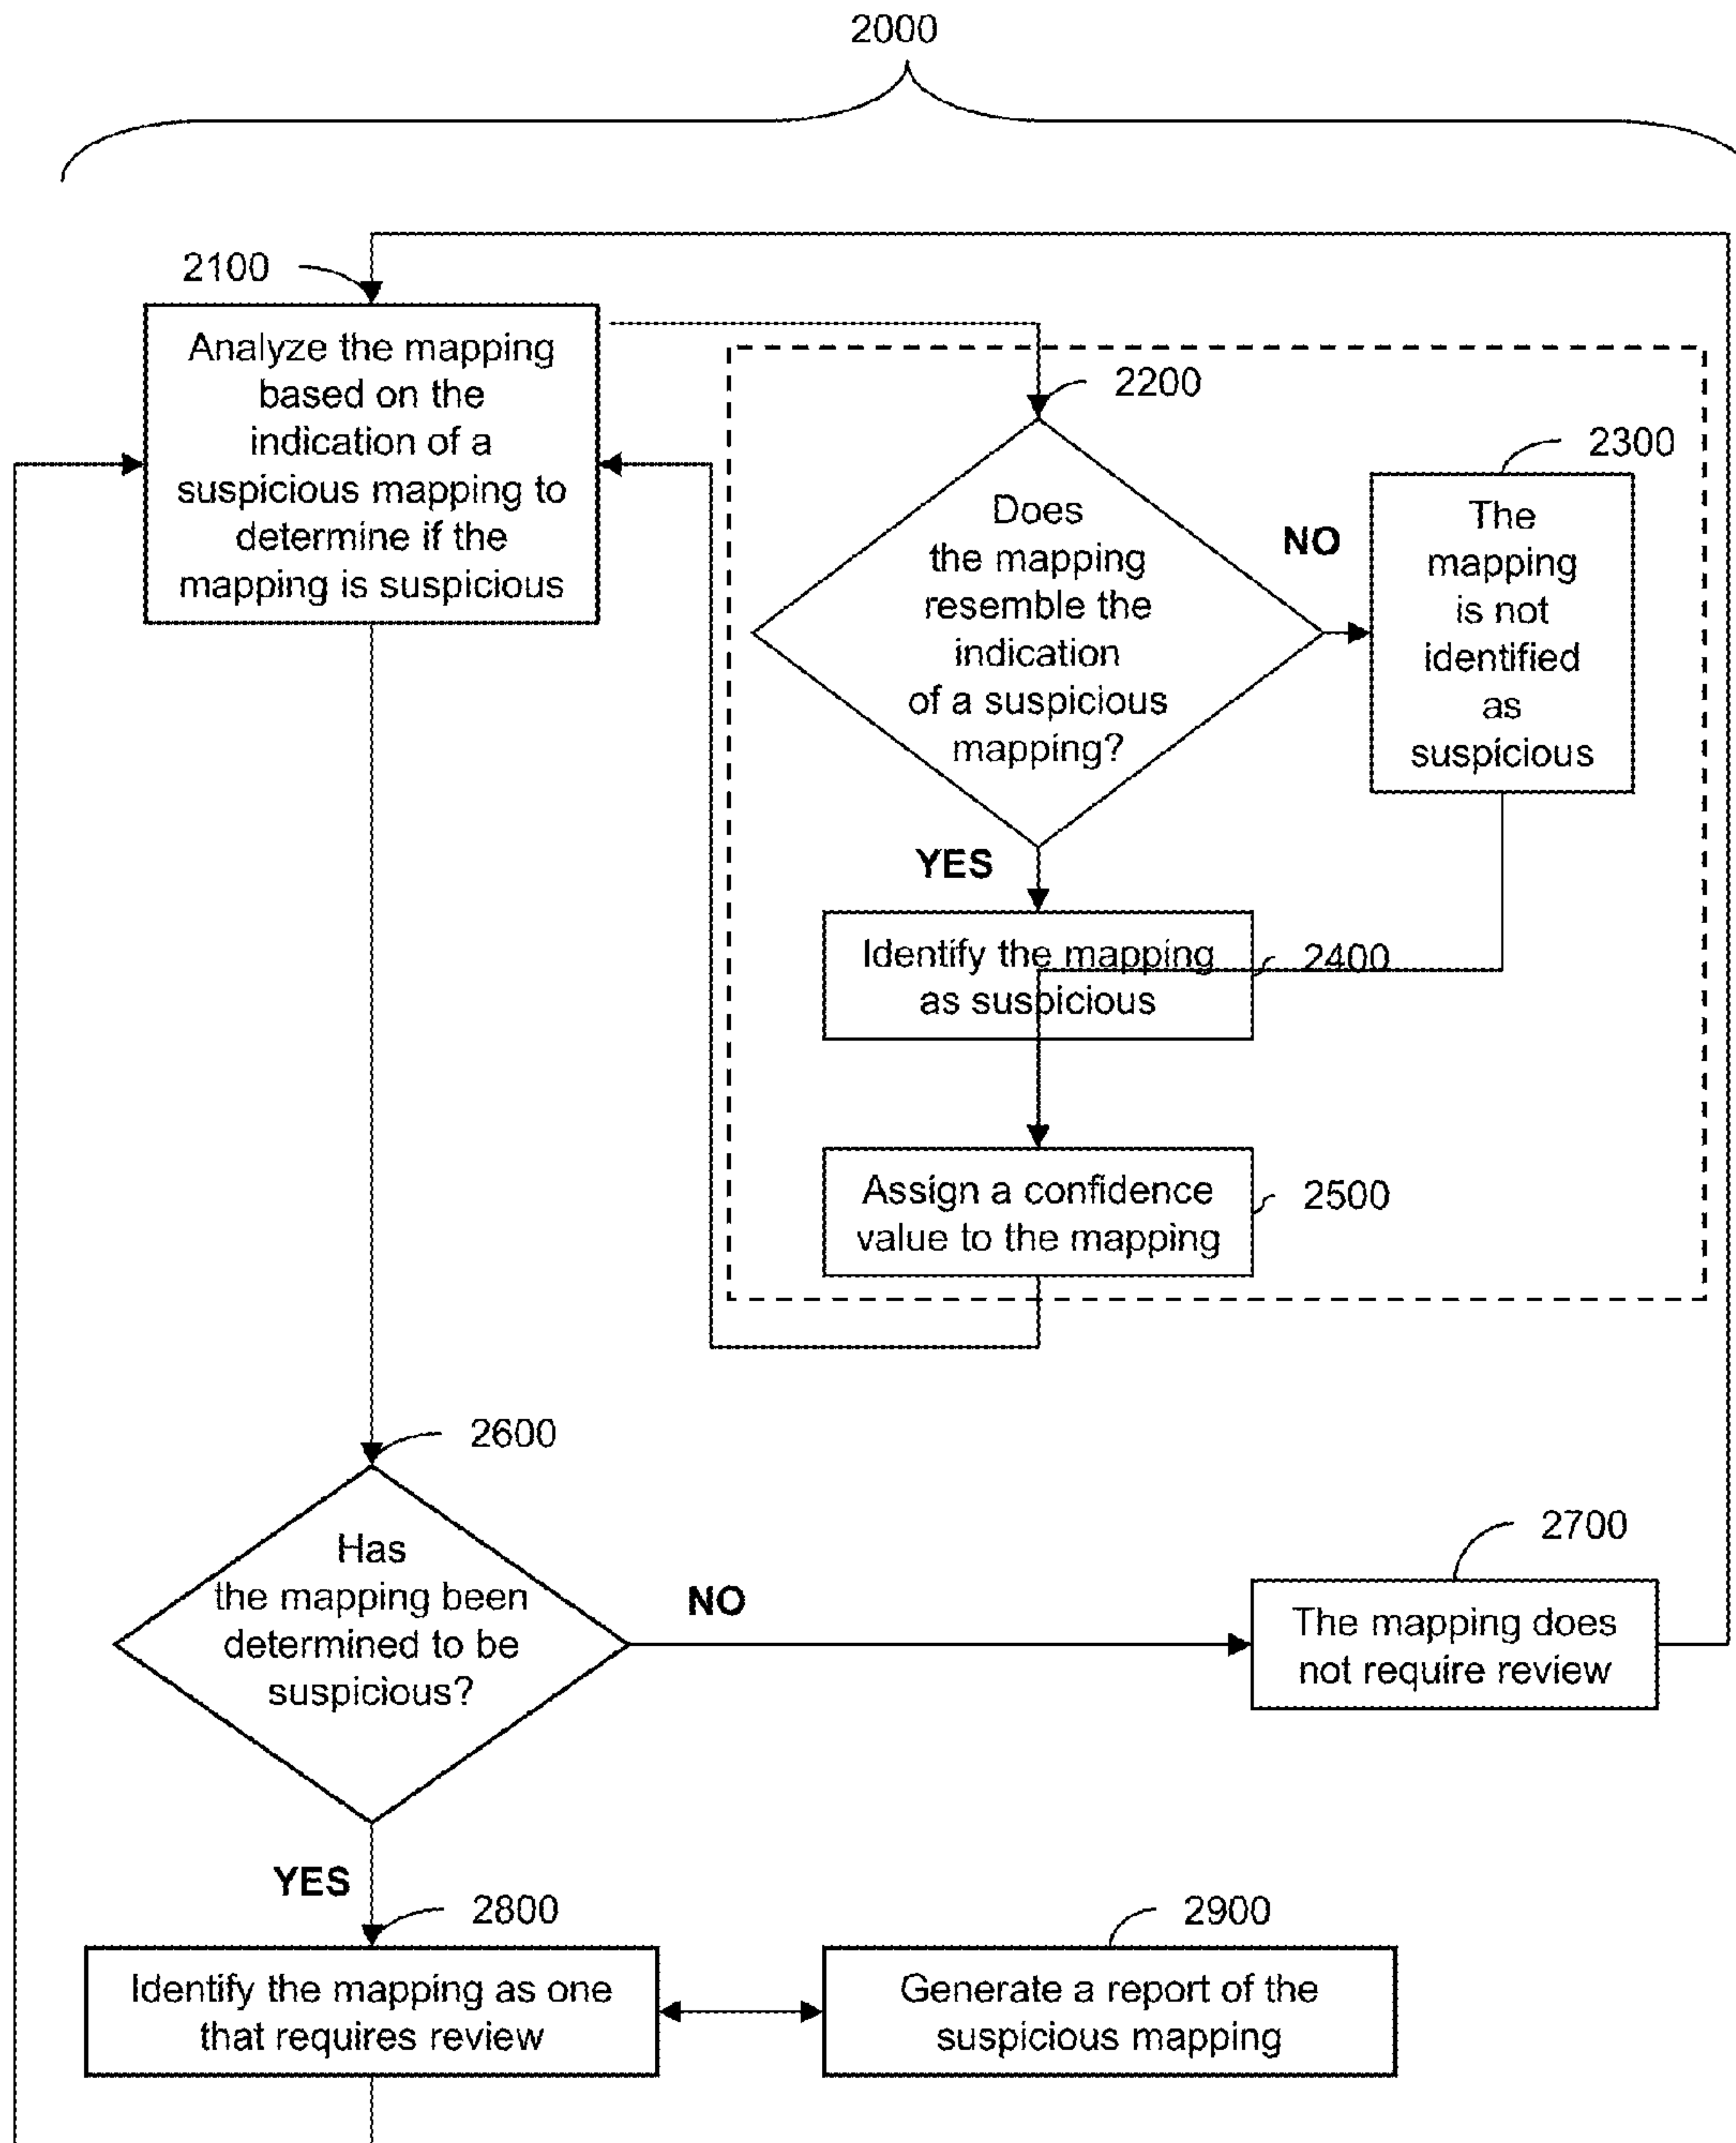 2000
2100
Analyze the mapping
based on the
indication of a
suspicious mapping to
determine if the
mapping is suspicious
2200
Does
the mapping
resemble the
indication
of a suspicious
mapping?
NO
2300
The
mapping
is not
identified
as
suspicious
YES
Identify the mapping
as suspicious
2400
Assign a confidence
value to the mapping
2500
2600
Has
the mapping been
determined to be
suspicious?
NO
2700
The mapping does
not require review
YES
2800
Identify the mapping as one
that requires review
2900
Generate a report of the
suspicious mapping